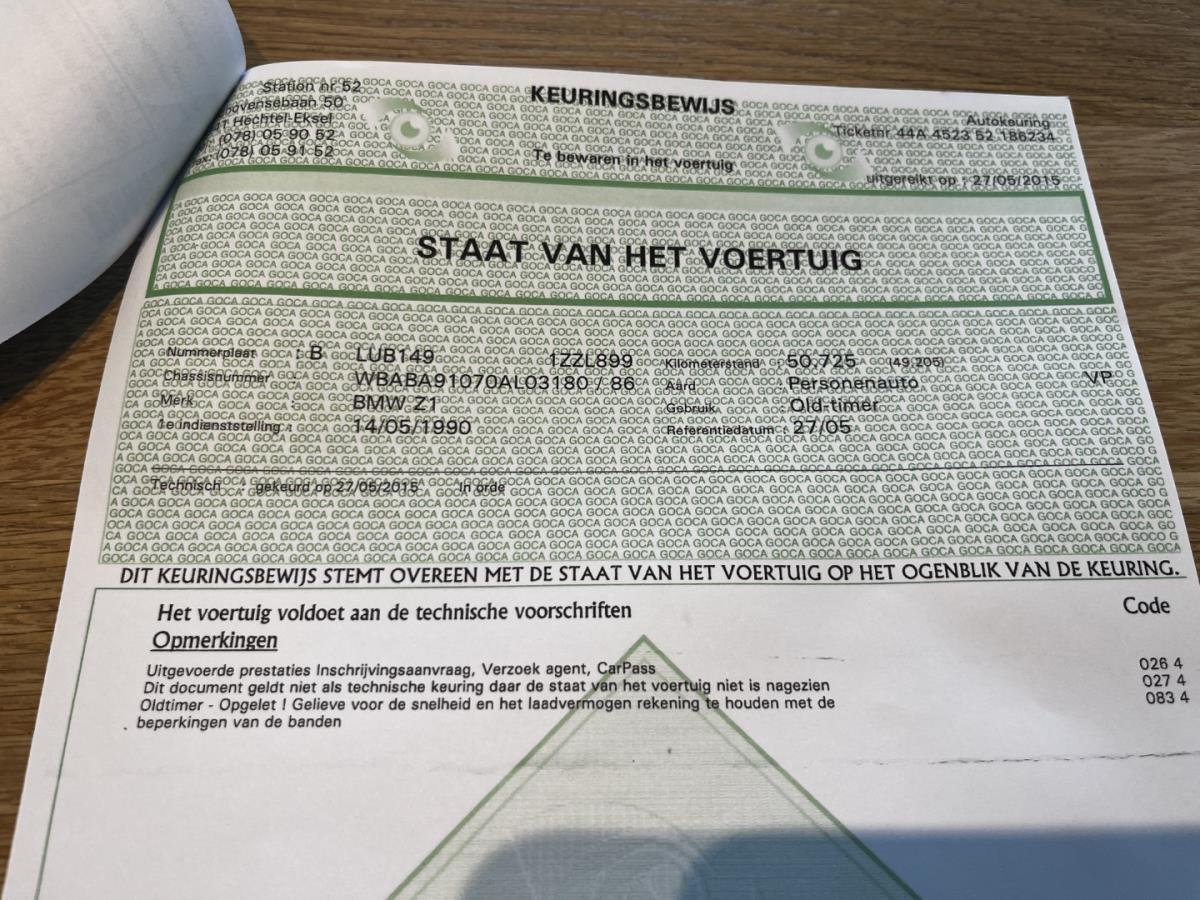 Station nr 52
KEURINGSBEWIJS
Autokeuring
ovensebaan 50
Ticketnr 44A 4523 52 186234
Hechtel-Eksel
(078) 05 90 52
Te bewaren in het voertuig
(078) 05 91 52
uitgereikt op : 27/05/2015
STAAT VAN HET VOERTUIG
Nummerplaat : B LUB149 1ZZL899 Kilometerstand : 50,725 (49,205)
Chassisnummer WBABA91070AL03180 / 86 Aard : Personenauto VP
Merk : BMW Z1 Gebruik : Old-timer
1e indienststelling : 14/05/1990 Referentiedatum : 27/05
Technisch : gekeurd op 27/05/2015 In orde
DIT KEURINGSBEWIJS STEMT OVEREEN MET DE STAAT VAN HET VOERTUIG OP HET OGENBLIK VAN DE KEURING.
Het voertuig voldoet aan de technische voorschriften Code
Opmerkingen
Uitgevoerde prestaties Inschrijvingsaanvraag, Verzoek agent, CarPass 026 4
Dit document geldt niet als technische keuring daar de staat van het voertuig niet is nagezien 027 4
Oldtimer - Opgelet ! Gelieve voor de snelheid en het laadvermogen rekening te houden met de 083 4
beperkingen van de banden